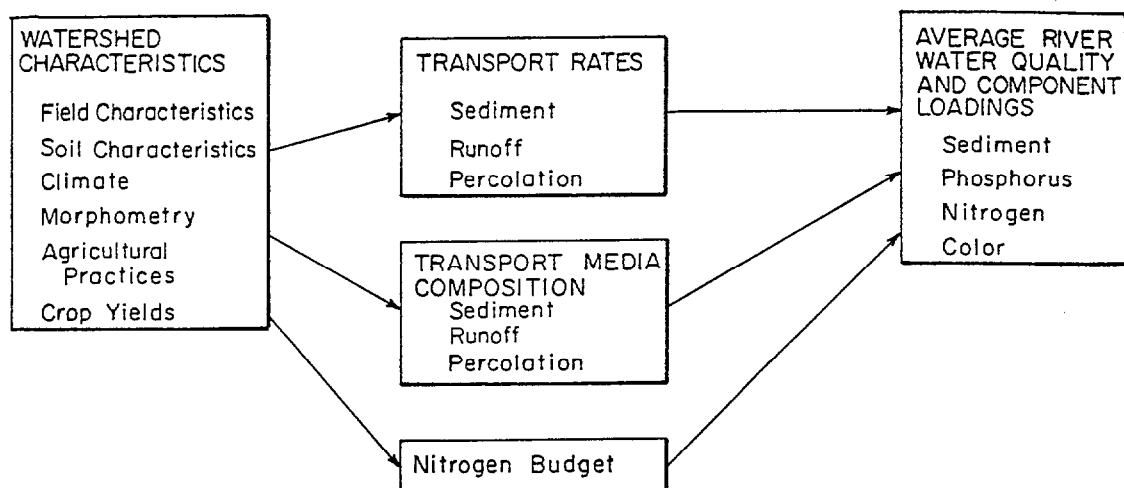 WATERSHED
CHARACTERISTICS
Field Characteristics
Soil Characteristics
Climate
Morphometry
Agricultural
Practices
Crop Yields
TRANSPORT RATES
Sediment
Runoff
Percolation
TRANSPORT MEDIA
COMPOSITION
Sediment
Runoff
Percolation
Nitrogen Budget
AVERAGE RIVER
WATER QUALITY
AND COMPONENT
LOADINGS
Sediment
Phosphorus
Nitrogen
Color